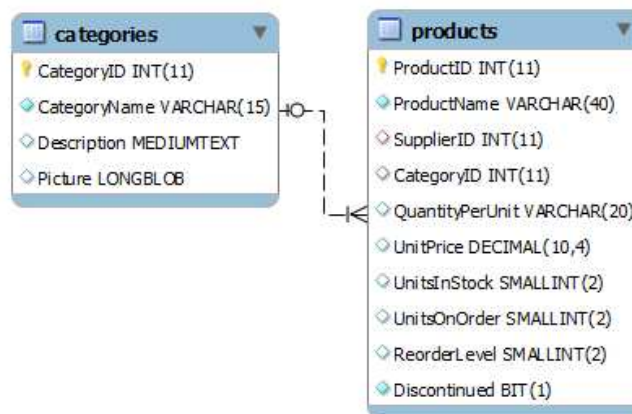 categories
CategoryID INT(11)
CategoryName VARCHAR(15)
Description MEDIUMTEXT
Picture LONGBLOB
products
ProductID INT(11)
ProductName VARCHAR(40)
SupplierID INT(11)
CategoryID INT(11)
QuantityPerUnit VARCHAR(20)
UnitPrice DECIMAL(10,4)
UnitsInStock SMALLINT(2)
UnitsOnOrder SMALLINT(2)
ReorderLevel SMALLINT(2)
Discontinued BIT(1)